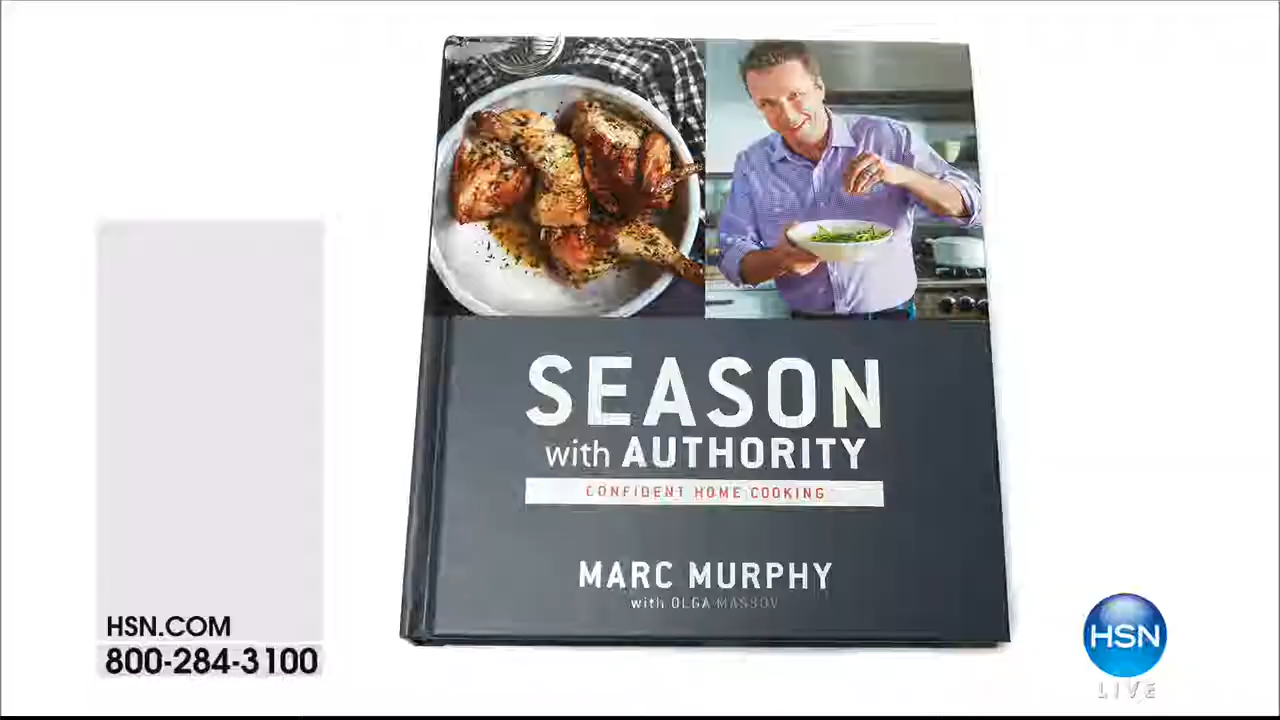 SEASON
with AUTHORITY
CONFIDENT HOME COOKING
MARC MURPHY
with OLGA MASSOV
HSN.COM
800-284-3100
HSN
LIVE